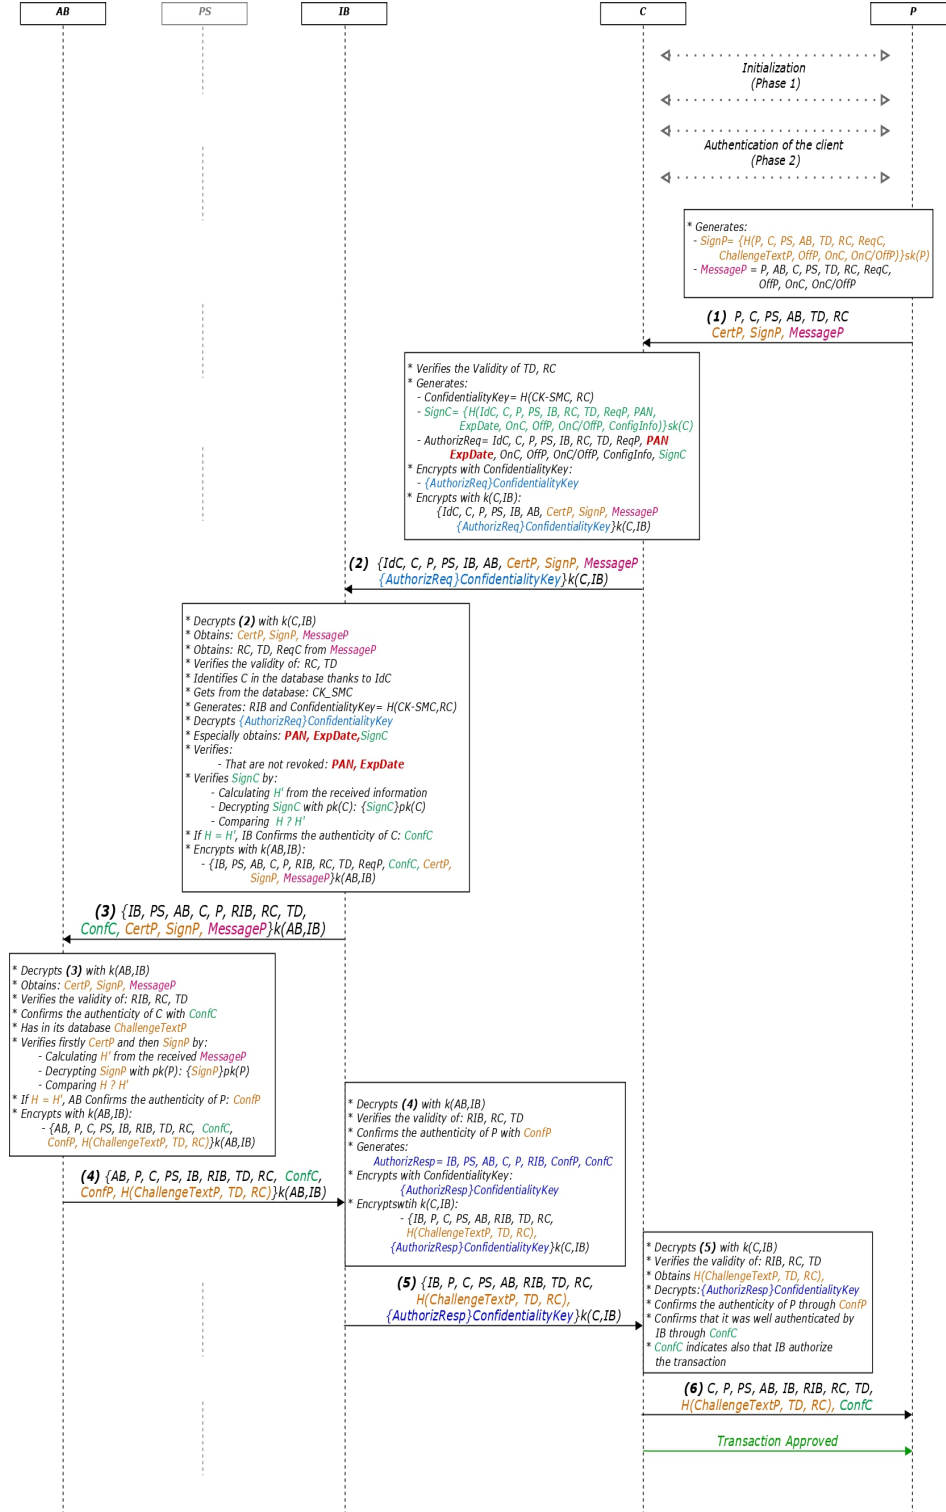 AB
PS
IB
C
P
Initialization
(Phase 1)
Authentication of the client
(Phase 2)
* Generates:
- SignP= {H(P, C, PS, AB, TD, RC, ReqC,
ChallengeTextP, OffP, OnC, OnC/OffP)}sk(P)
- MessageP = P, AB, C, PS, TD, RC, ReqC,
OffP, OnC, OnC/OffP
(1) P, C, PS, AB, TD, RC
CertP, SignP, MessageP
* Verifies the Validity of TD, RC
* Generates:
- ConfidentialityKey= H(CK-SMC, RC)
- SignC= {H(IdC, C, P, PS, IB, RC, TD, ReqP, PAN,
ExpDate, OnC, OffP, OnC/OffP, ConfigInfo)}sk(C)
- AuthorizReq= IdC, C, P, PS, IB, RC, TD, ReqP, PAN
ExpDate, OnC, OffP, OnC/OffP, ConfigInfo, SignC
* Encrypts with ConfidentialityKey:
- {AuthorizReq}ConfidentialityKey
* Encrypts with k(C,IB):
{IdC, C, P, PS, IB, AB, CertP, SignP, MessageP
{AuthorizReq}ConfidentialityKey}k(C,IB)
(2) {IdC, C, P, PS, IB, AB, CertP, SignP, MessageP
{AuthorizReq}ConfidentialityKey}k(C,IB)
* Decrypts (2) with k(C,IB)
* Obtains: CertP, SignP, MessageP
* Obtains: RC, TD, ReqC from MessageP
* Verifies the validity of: RC, TD
* Identifies C in the database thanks to IdC
* Gets from the database: CK_SMC
* Generates: RIB and ConfidentialityKey= H(CK-SMC,RC)
* Decrypts {AuthorizReq}ConfidentialityKey
* Especially obtains: PAN, ExpDate,SignC
* Verifies:
- That are not revoked: PAN, ExpDate
* Verifies SignC by:
- Calculating H' from the received information
- Decrypting SignC with pk(C): {SignC}pk(C)
- Comparing H ? H'
* If H = H', IB Confirms the authenticity of C: ConfC
* Encrypts with k(AB,IB):
- {IB, PS, AB, C, P, RIB, RC, TD, ReqP, ConfC, CertP,
SignP, MessageP}k(AB,IB)
(3) {IB, PS, AB, C, P, RIB, RC, TD,
ConfC, CertP, SignP, MessageP}k(AB,IB)
* Decrypts (3) with k(AB,IB)
* Obtains: CertP, SignP, MessageP
* Verifies the validity of: RIB, RC, TD
* Confirms the authenticity of C with ConfC
* Has in its database ChallengeTextP
* Verifies firstly CertP and then SignP by:
- Calculating H' from the received MessageP
- Decrypting SignP with pk(P): {SignP}pk(P)
- Comparing H ? H'
* If H = H', AB Confirms the authenticity of P: ConfP
* Encrypts with k(AB,IB):
- {AB, P, C, PS, IB, RIB, TD, RC, ConfC,
ConfP, H(ChallengeTextP, TD, RC)}k(AB,IB)
(4) {AB, P, C, PS, IB, RIB, TD, RC, ConfC,
ConfP, H(ChallengeTextP, TD, RC)}k(AB,IB)
* Decrypts (4) with k(AB,IB)
* Verifies the validity of: RIB, RC, TD
* Confirms the authenticity of P with ConfP
* Generates:
AuthorizResp= IB, PS, AB, C, P, RIB, ConfP, ConfC
* Encrypts with ConfidentialityKey:
{AuthorizResp}ConfidentialityKey
* Encryptswtih k(C,IB):
- {IB, P, C, PS, AB, RIB, TD, RC,
H(ChallengeTextP, TD, RC),
{AuthorizResp}ConfidentialityKey}k(C,IB)
(5) {IB, P, C, PS, AB, RIB, TD, RC,
H(ChallengeTextP, TD, RC),
{AuthorizResp}ConfidentialityKey}k(C,IB)
* Decrypts (5) with k(C,IB)
* Verifies the validity of: RIB, RC, TD
* Obtains H(ChallengeTextP, TD, RC),
* Decrypts:{AuthorizResp}ConfidentialityKey
* Confirms the authenticity of P through ConfP
* Confirms that it was well authenticated by
IB through ConfC
* ConfC indicates also that IB authorize
the transaction
(6) C, P, PS, AB, IB, RIB, RC, TD,
H(ChallengeTextP, TD, RC), ConfC
Transaction Approved